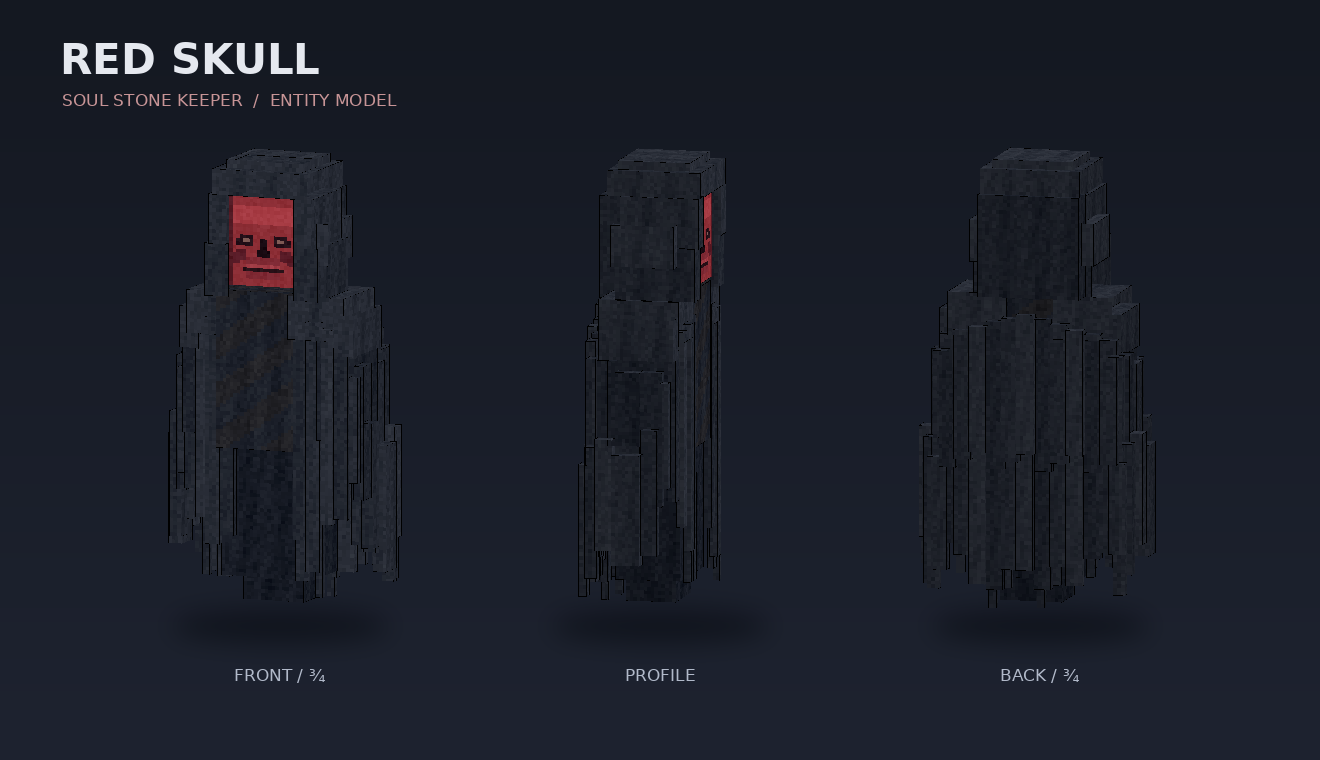 RED SKULL
SOUL STONE KEEPER / ENTITY MODEL
FRONT / ¾
PROFILE
BACK / ¾